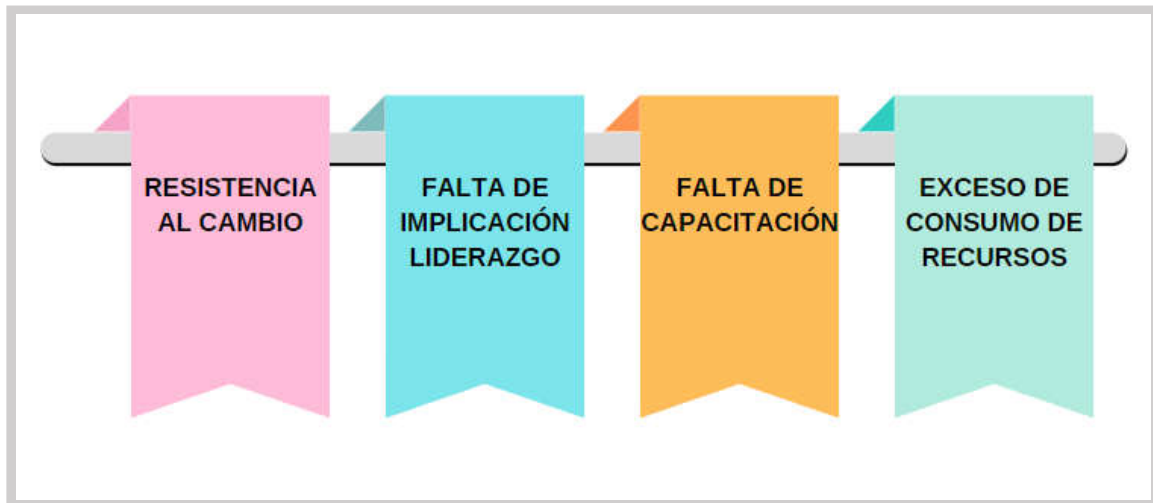 RESISTENCIA
AL CAMBIO
FALTA DE
IMPLICACIÓN
LIDERAZGO
FALTA DE
CAPACITACIÓN
EXCESO DE
CONSUMO DE
RECURSOS